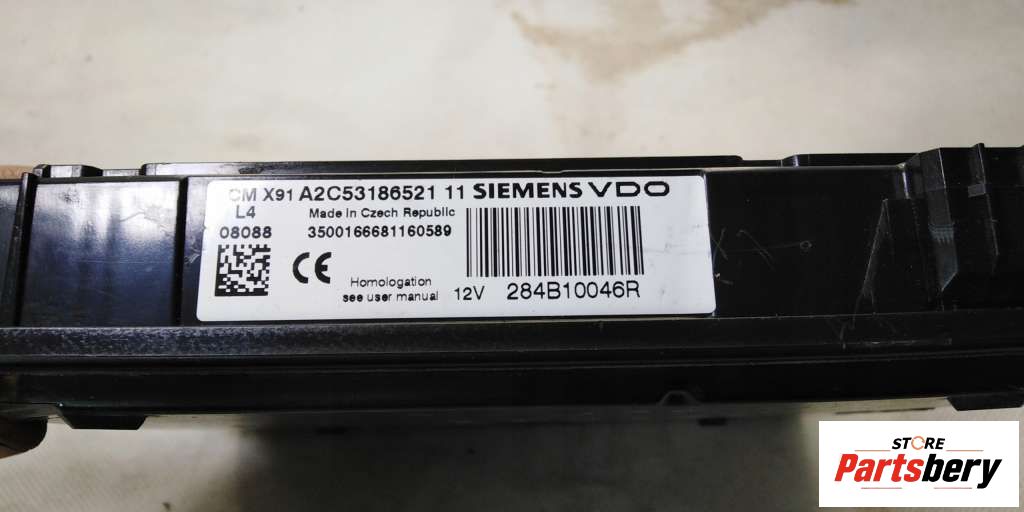 CM X91 A2C53186521 11 SIEMENS VDO
L4 Made in Czech Republic
08088 3500166681160589
CE
Homologation
see user manual 12V 284B10046R
STORE
Partsbery